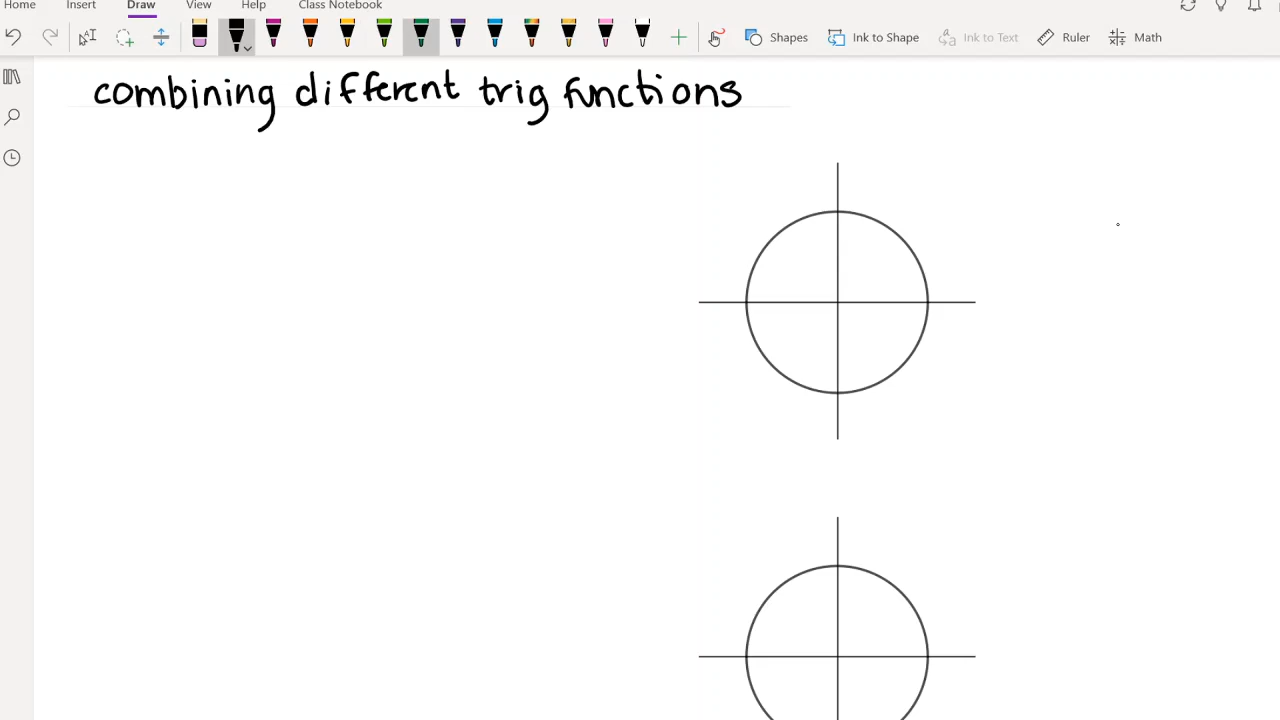 Home Insert Draw View Help Class Notebook
Shapes Ink to Shape Ink to Text Ruler Math
combining different trig functions